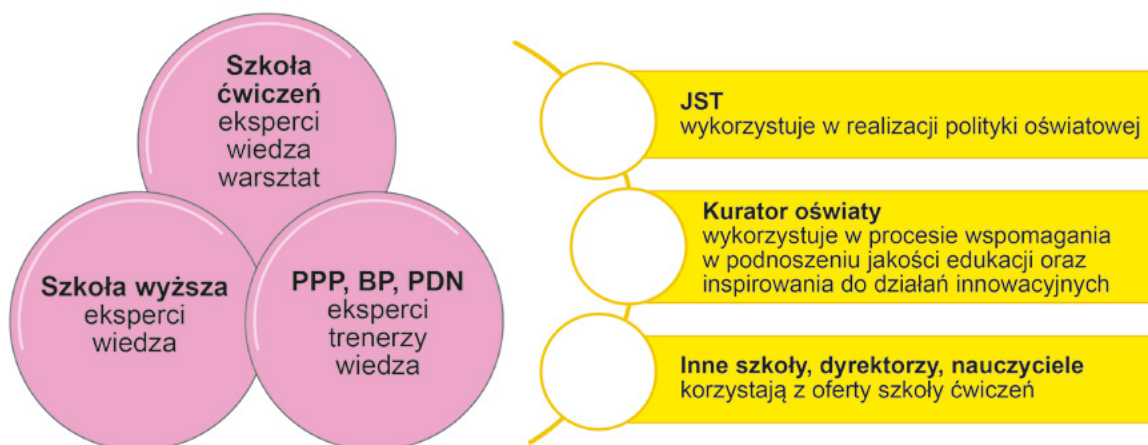 Szkoła
ćwiczeń
eksperci
wiedza
warsztat
Szkoła wyższa
eksperci
wiedza
PPP, BP, PDN
eksperci
trenerzy
wiedza
JST
wykorzystuje w realizacji polityki oświatowej
Kurator oświaty
wykorzystuje w procesie wspomagania
w podnoszeniu jakości edukacji oraz
inspirowania do działań innowacyjnych
Inne szkoły, dyrektorzy, nauczyciele
korzystają z oferty szkoły ćwiczeń